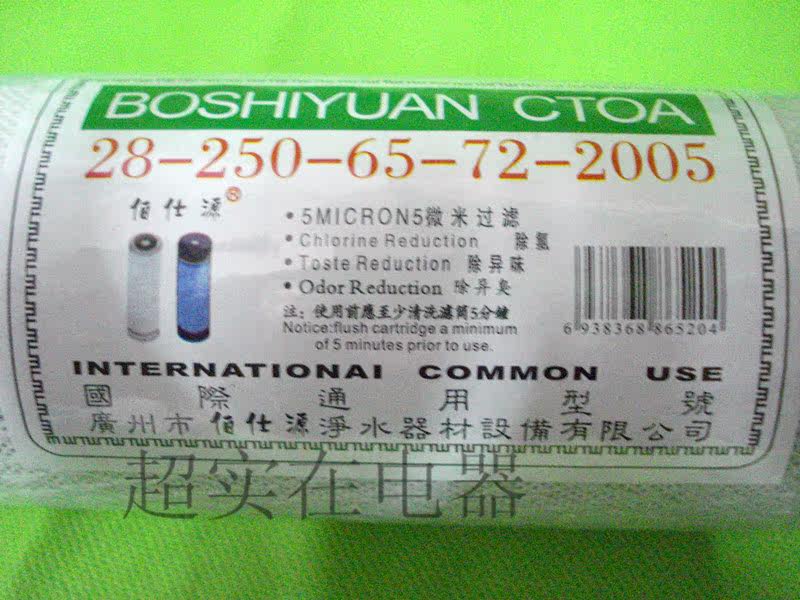 BOSHIYUAN CTOA
28-250-65-72-2005
佰仕源®
• 5MICRON5微米过滤
• Chlorine Reduction 除氯
• Toste Reduction 除异味
• Odor Reduction 除异臭
注: 使用前應至少清洗濾筒5分鐘
Notice:flush cartridge a minimum
of 5 minutes prior to use.
6 938368 865204
INTERNATIONAI COMMON USE
國際通用型號
廣州市佰仕源淨水器材設備有限公司
超实在电器